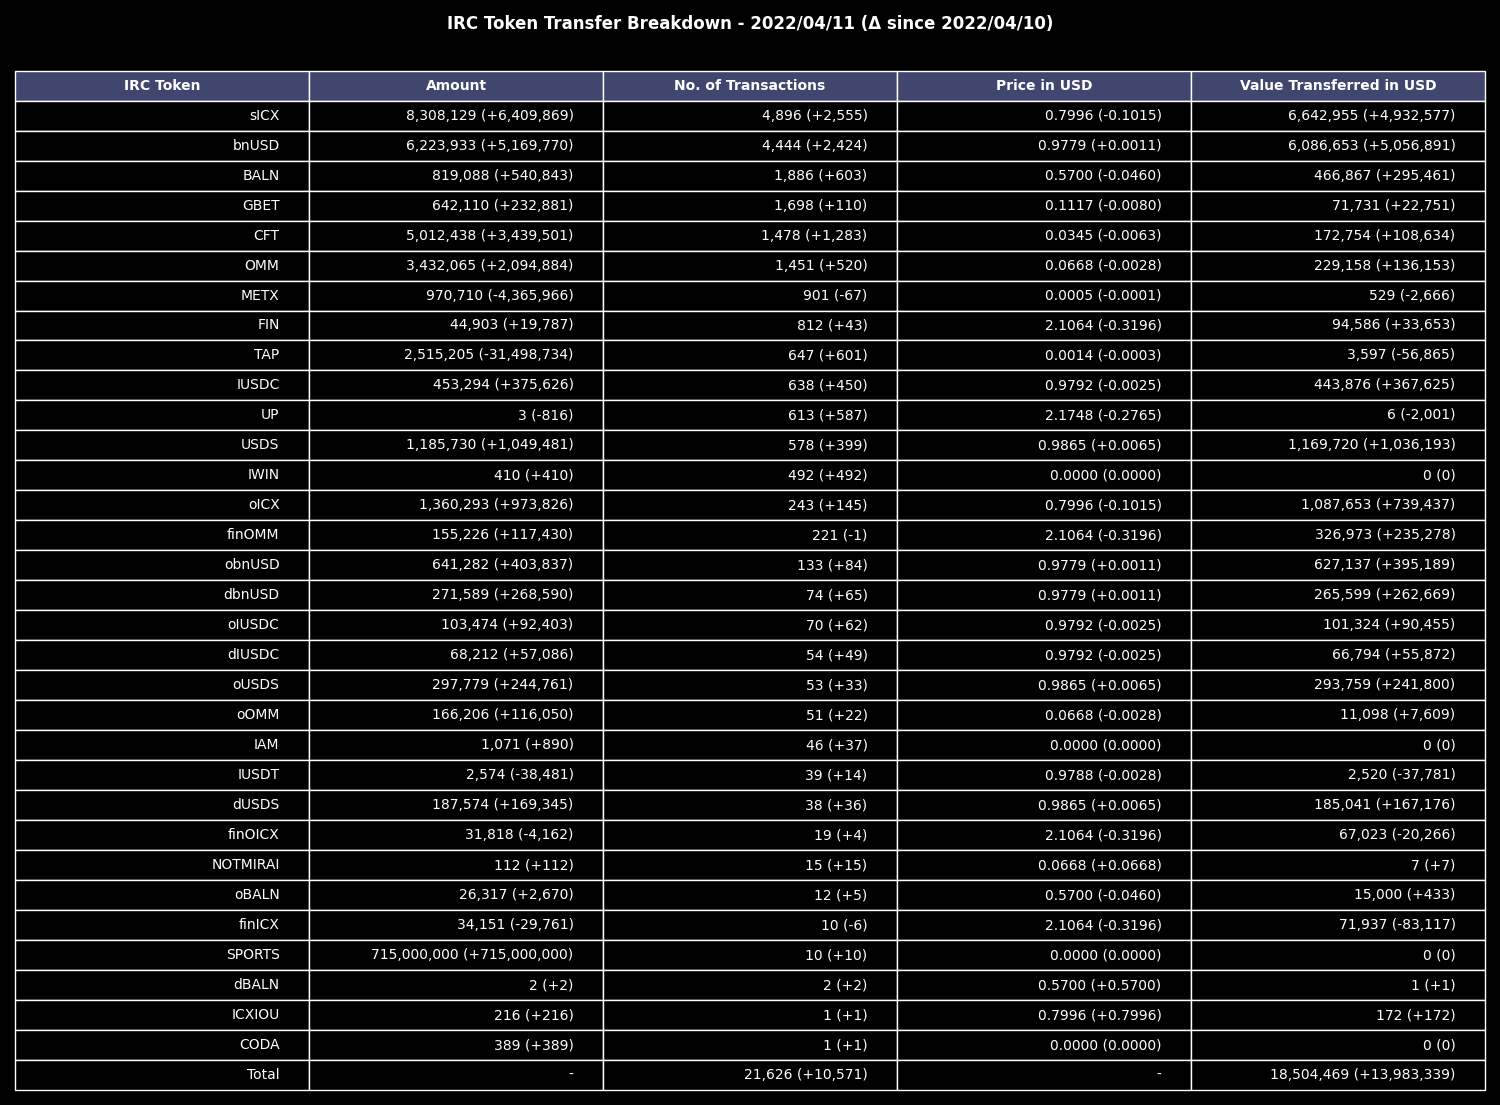 IRC Token Transfer Breakdown - 2022/04/11 (Δ since 2022/04/10)
IRC Token Amount No. of Transactions Price in USD Value Transferred in USD
sICX 8,308,129 (+6,409,869) 4,896 (+2,555) 0.7996 (-0.1015) 6,642,955 (+4,932,577)
bnUSD 6,223,933 (+5,169,770) 4,444 (+2,424) 0.9779 (+0.0011) 6,086,653 (+5,056,891)
BALN 819,088 (+540,843) 1,886 (+603) 0.5700 (-0.0460) 466,867 (+295,461)
GBET 642,110 (+232,881) 1,698 (+110) 0.1117 (-0.0080) 71,731 (+22,751)
CFT 5,012,438 (+3,439,501) 1,478 (+1,283) 0.0345 (-0.0063) 172,754 (+108,634)
OMM 3,432,065 (+2,094,884) 1,451 (+520) 0.0668 (-0.0028) 229,158 (+136,153)
METX 970,710 (-4,365,966) 901 (-67) 0.0005 (-0.0001) 529 (-2,666)
FIN 44,903 (+19,787) 812 (+43) 2.1064 (-0.3196) 94,586 (+33,653)
TAP 2,515,205 (-31,498,734) 647 (+601) 0.0014 (-0.0003) 3,597 (-56,865)
IUSDC 453,294 (+375,626) 638 (+450) 0.9792 (-0.0025) 443,876 (+367,625)
UP 3 (-816) 613 (+587) 2.1748 (-0.2765) 6 (-2,001)
USDS 1,185,730 (+1,049,481) 578 (+399) 0.9865 (+0.0065) 1,169,720 (+1,036,193)
IWIN 410 (+410) 492 (+492) 0.0000 (0.0000) 0 (0)
oICX 1,360,293 (+973,826) 243 (+145) 0.7996 (-0.1015) 1,087,653 (+739,437)
finOMM 155,226 (+117,430) 221 (-1) 2.1064 (-0.3196) 326,973 (+235,278)
obnUSD 641,282 (+403,837) 133 (+84) 0.9779 (+0.0011) 627,137 (+395,189)
dbnUSD 271,589 (+268,590) 74 (+65) 0.9779 (+0.0011) 265,599 (+262,669)
oIUSDC 103,474 (+92,403) 70 (+62) 0.9792 (-0.0025) 101,324 (+90,455)
dIUSDC 68,212 (+57,086) 54 (+49) 0.9792 (-0.0025) 66,794 (+55,872)
oUSDS 297,779 (+244,761) 53 (+33) 0.9865 (+0.0065) 293,759 (+241,800)
oOMM 166,206 (+116,050) 51 (+22) 0.0668 (-0.0028) 11,098 (+7,609)
IAM 1,071 (+890) 46 (+37) 0.0000 (0.0000) 0 (0)
IUSDT 2,574 (-38,481) 39 (+14) 0.9788 (-0.0028) 2,520 (-37,781)
dUSDS 187,574 (+169,345) 38 (+36) 0.9865 (+0.0065) 185,041 (+167,176)
finOICX 31,818 (-4,162) 19 (+4) 2.1064 (-0.3196) 67,023 (-20,266)
NOTMIRAI 112 (+112) 15 (+15) 0.0668 (+0.0668) 7 (+7)
oBALN 26,317 (+2,670) 12 (+5) 0.5700 (-0.0460) 15,000 (+433)
finICX 34,151 (-29,761) 10 (-6) 2.1064 (-0.3196) 71,937 (-83,117)
SPORTS 715,000,000 (+715,000,000) 10 (+10) 0.0000 (0.0000) 0 (0)
dBALN 2 (+2) 2 (+2) 0.5700 (+0.5700) 1 (+1)
ICXIOU 216 (+216) 1 (+1) 0.7996 (+0.7996) 172 (+172)
CODA 389 (+389) 1 (+1) 0.0000 (0.0000) 0 (0)
Total - 21,626 (+10,571) - 18,504,469 (+13,983,339)